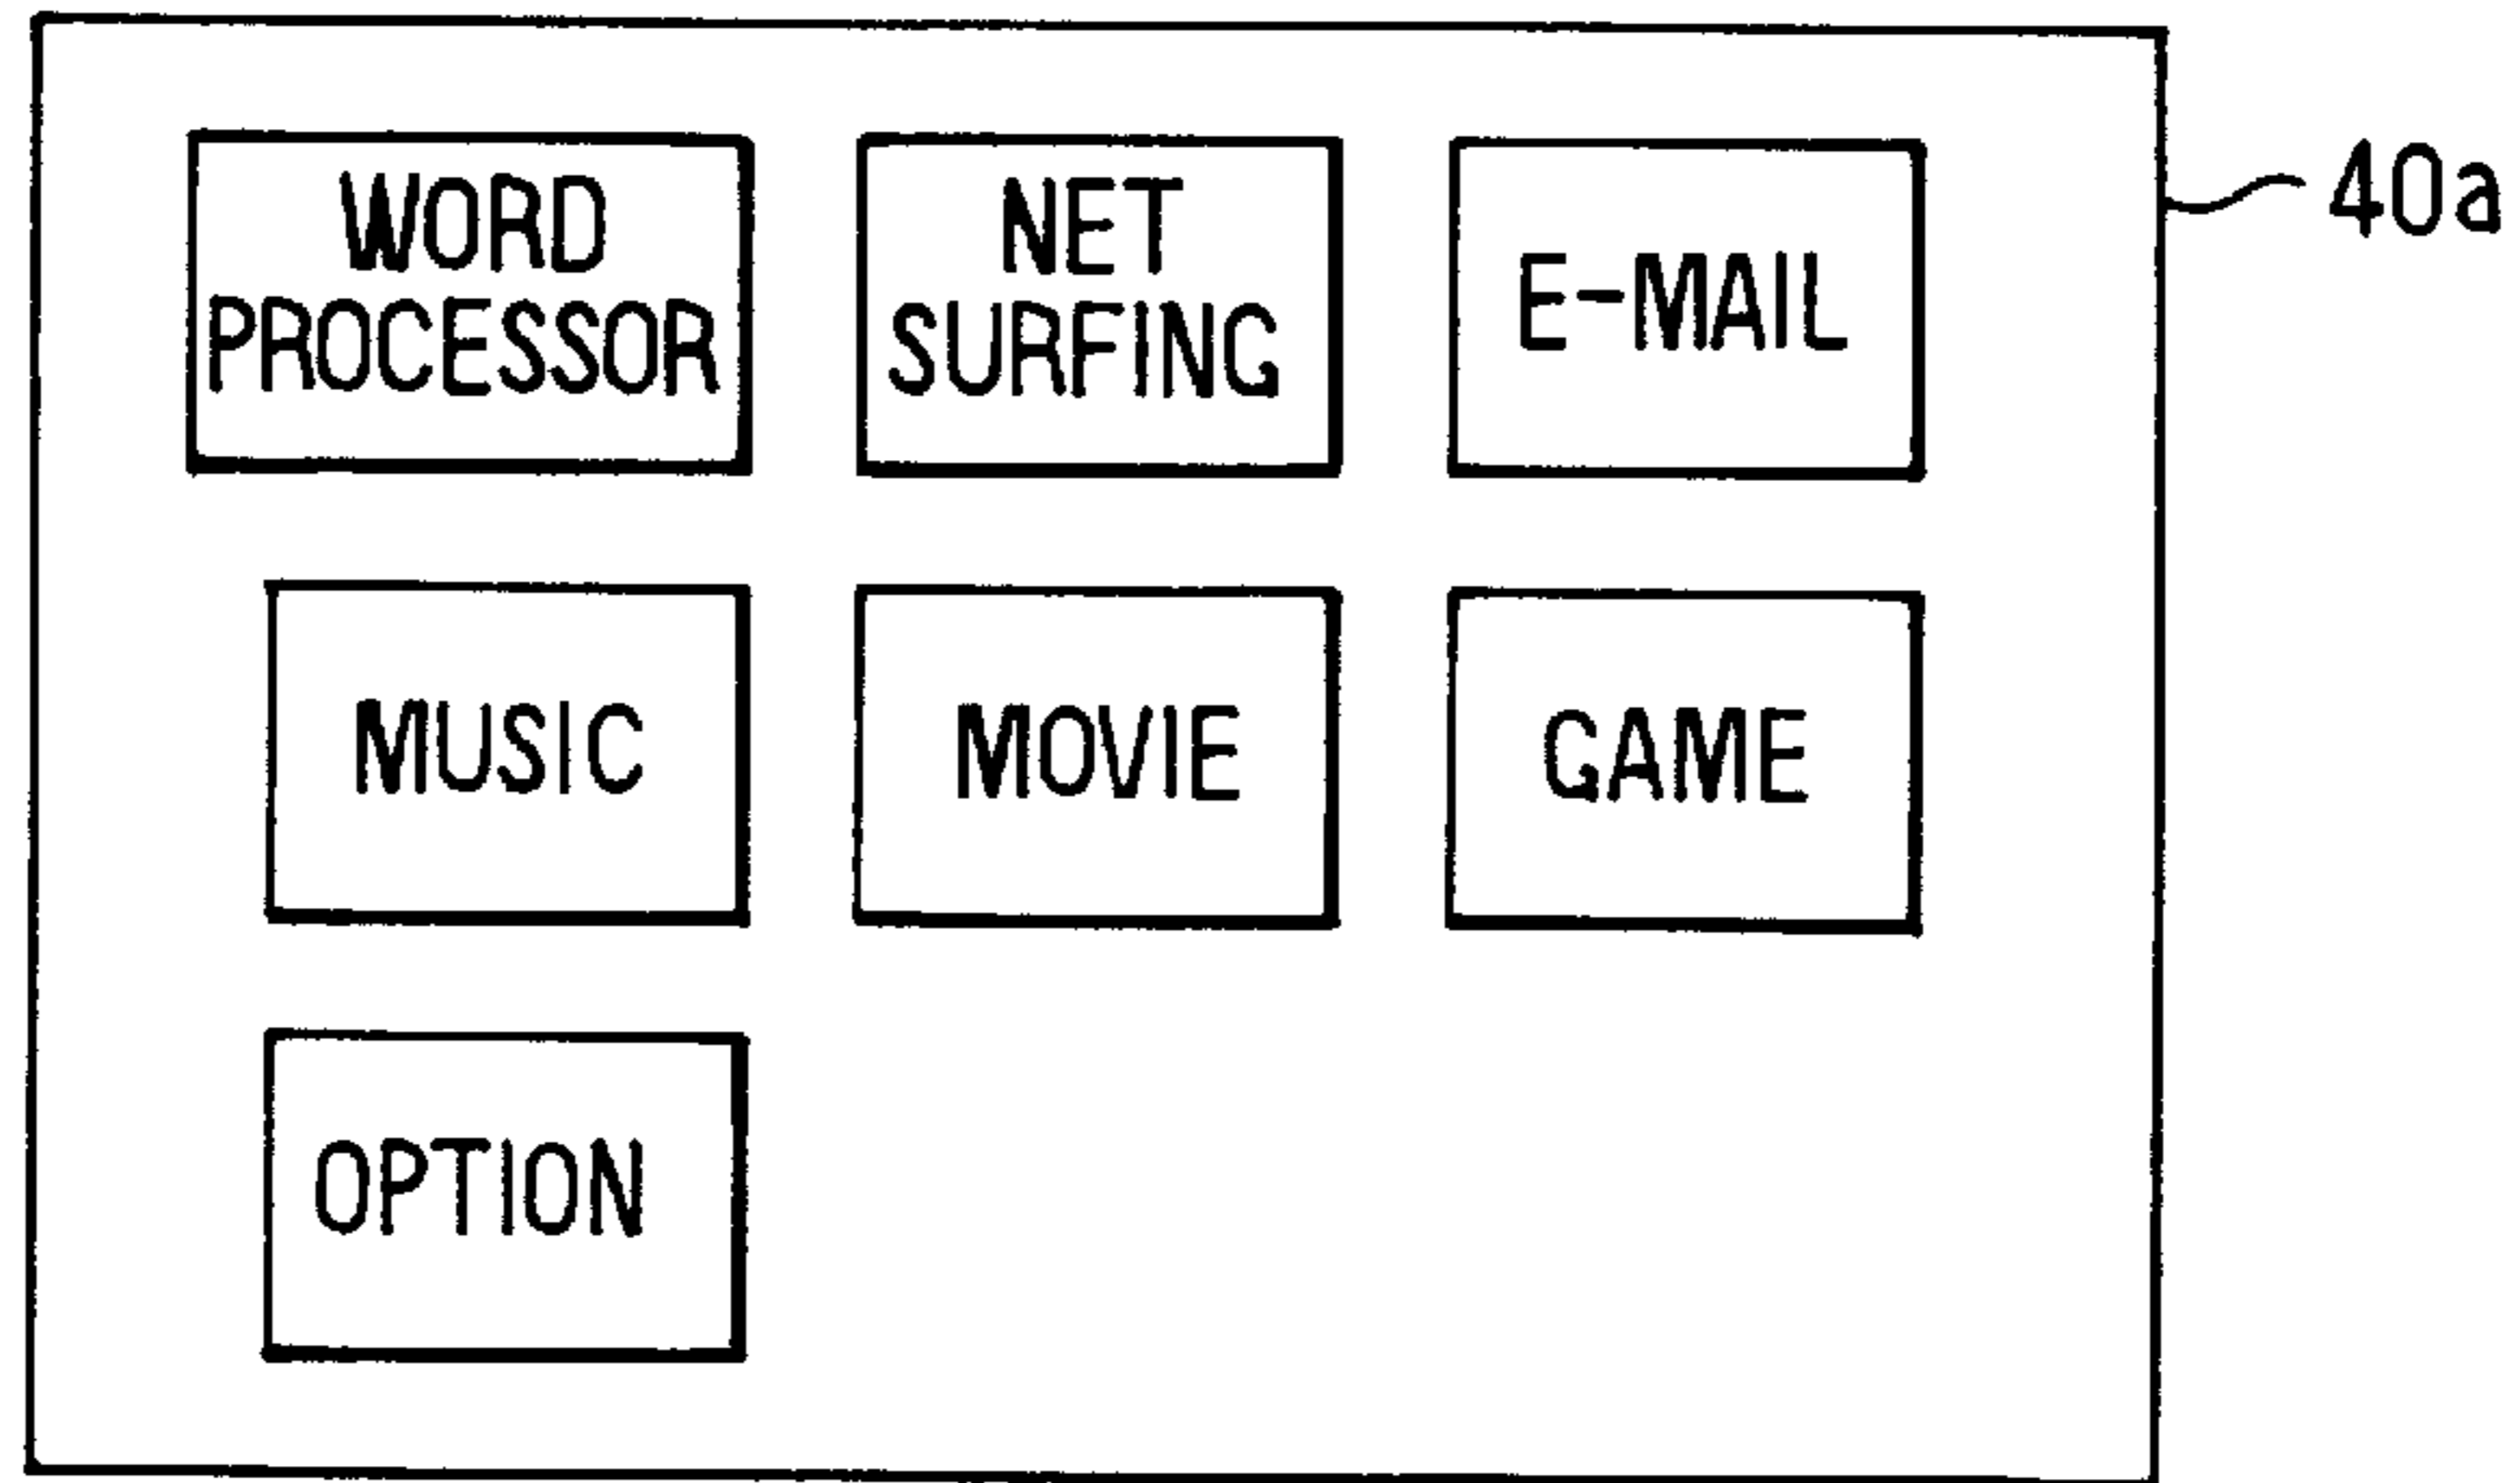 WORD
PROCESSOR
NET
SURFING
E-MAIL
40a
MUSIC
MOVIE
GAME
OPTION